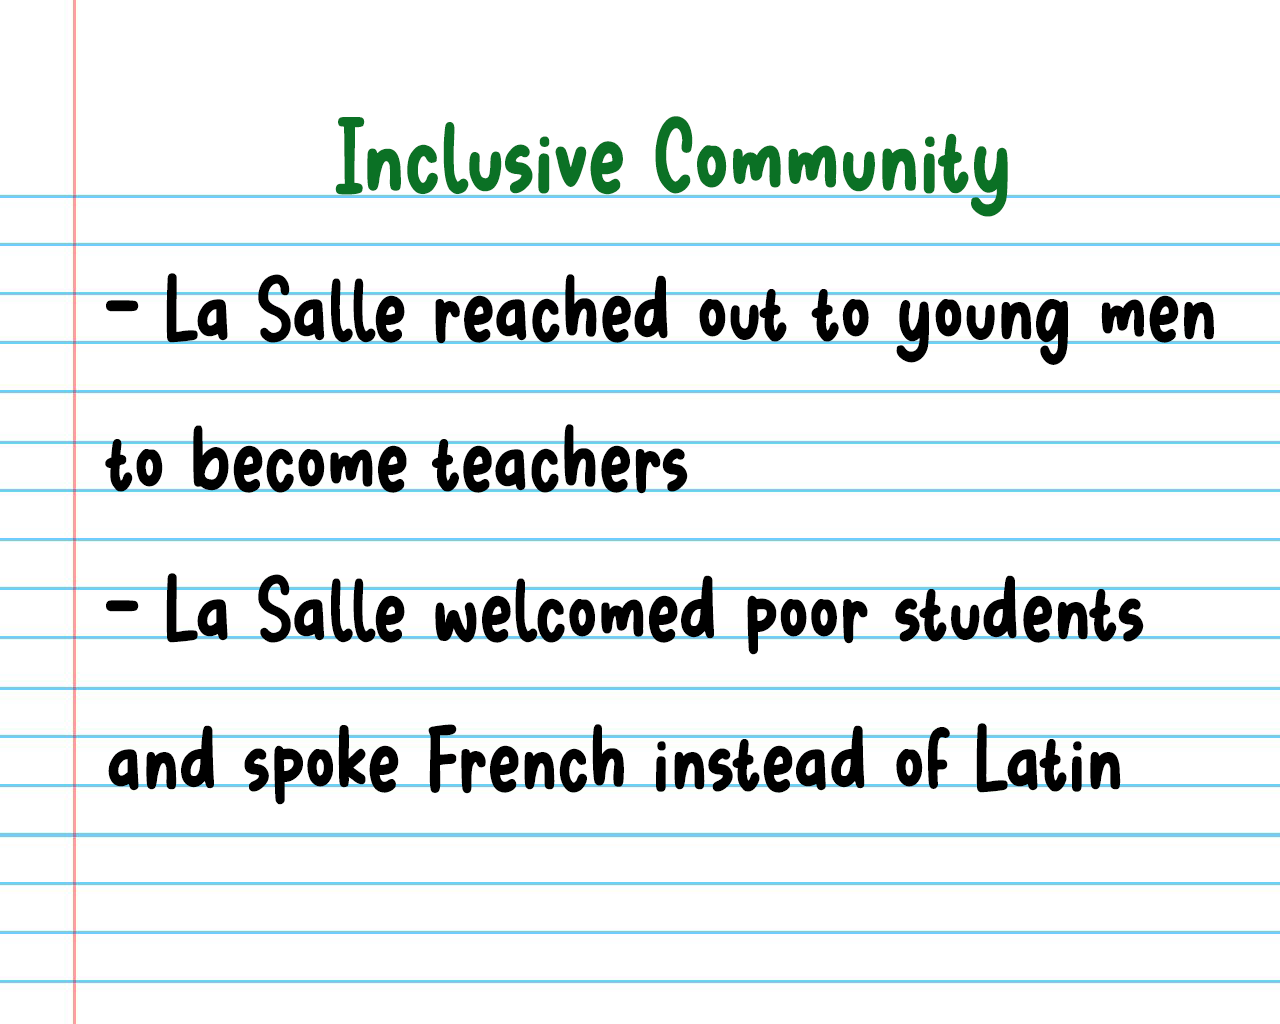 Inclusive Community
- La Salle reached out to young men
to become teachers
- La Salle welcomed poor students
and spoke French instead of Latin